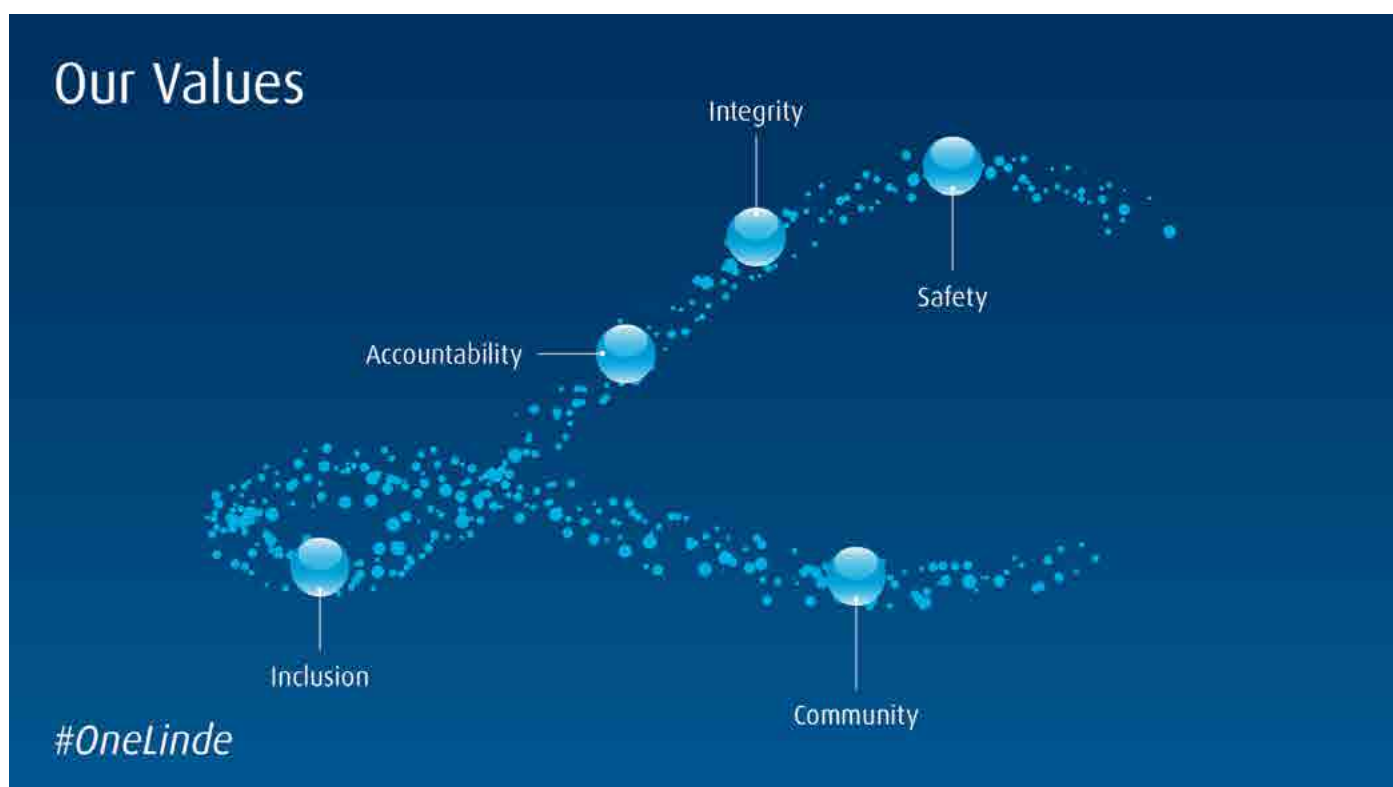 Our Values
Integrity
Safety
Accountability
Inclusion
Community
#OneLinde